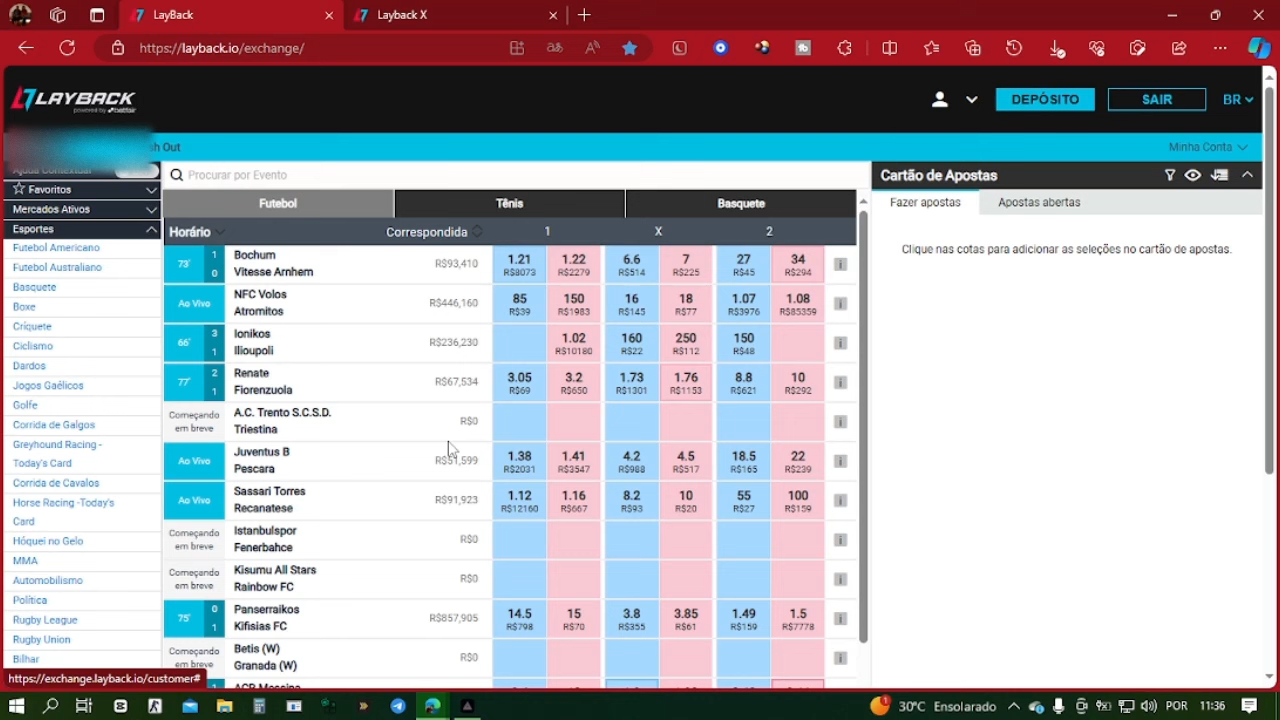 LayBack
Layback X
https://layback.io/exchange/
LAYBACK
powered by betfair
DEPÓSITO
SAIR
BR
sh Out
Minha Conta
Ajuda Contextual
Favoritos
Mercados Ativos
Esportes
Futebol Americano
Futebol Australiano
Basquete
Boxe
Críquete
Ciclismo
Dardos
Jogos Gaélicos
Golfe
Corrida de Galgos
Greyhound Racing -
Today's Card
Corrida de Cavalos
Horse Racing -Today's
Card
Hóquei no Gelo
MMA
Automobilismo
Política
Rugby League
Rugby Union
Bilhar
https://exchange.layback.io/customer#
Procurar por Evento
Futebol
Tênis
Basquete
Horário
Correspondida
1
X
2
73'
1
0
Bochum
Vitesse Arnhem
R$93,410
1.21
R$8073
1.22
R$2279
6.6
R$514
7
R$225
27
R$45
34
R$294
Ao Vivo
NFC Volos
Atromitos
R$446,160
85
R$39
150
R$1983
16
R$145
18
R$77
1.07
R$3976
1.08
R$85359
66'
3
1
Ionikos
Ilioupoli
R$236,230
1.02
R$10180
160
R$22
250
R$112
150
R$48
77'
2
1
Renate
Fiorenzuola
R$67,534
3.05
R$69
3.2
R$650
1.73
R$1301
1.76
R$1153
8.8
R$621
10
R$292
Começando
em breve
A.C. Trento S.C.S.D.
Triestina
R$0
Ao Vivo
Juventus B
Pescara
R$51,599
1.38
R$2031
1.41
R$3547
4.2
R$988
4.5
R$517
18.5
R$165
22
R$239
Ao Vivo
Sassari Torres
Recanatese
R$91,923
1.12
R$12160
1.16
R$667
8.2
R$93
10
R$20
55
R$27
100
R$159
Começando
em breve
Istanbulspor
Fenerbahce
R$0
Começando
em breve
Kisumu All Stars
Rainbow FC
R$0
75'
0
1
Panserraikos
Kifisias FC
R$857,905
14.5
R$798
15
R$70
3.8
R$355
3.85
R$61
1.49
R$159
1.5
R$7778
Começando
em breve
Betis (W)
Granada (W)
R$0
Cartão de Apostas
Fazer apostas
Apostas abertas
Clique nas cotas para adicionar as seleções no cartão de apostas.
30°C Ensolarado
POR
11:36